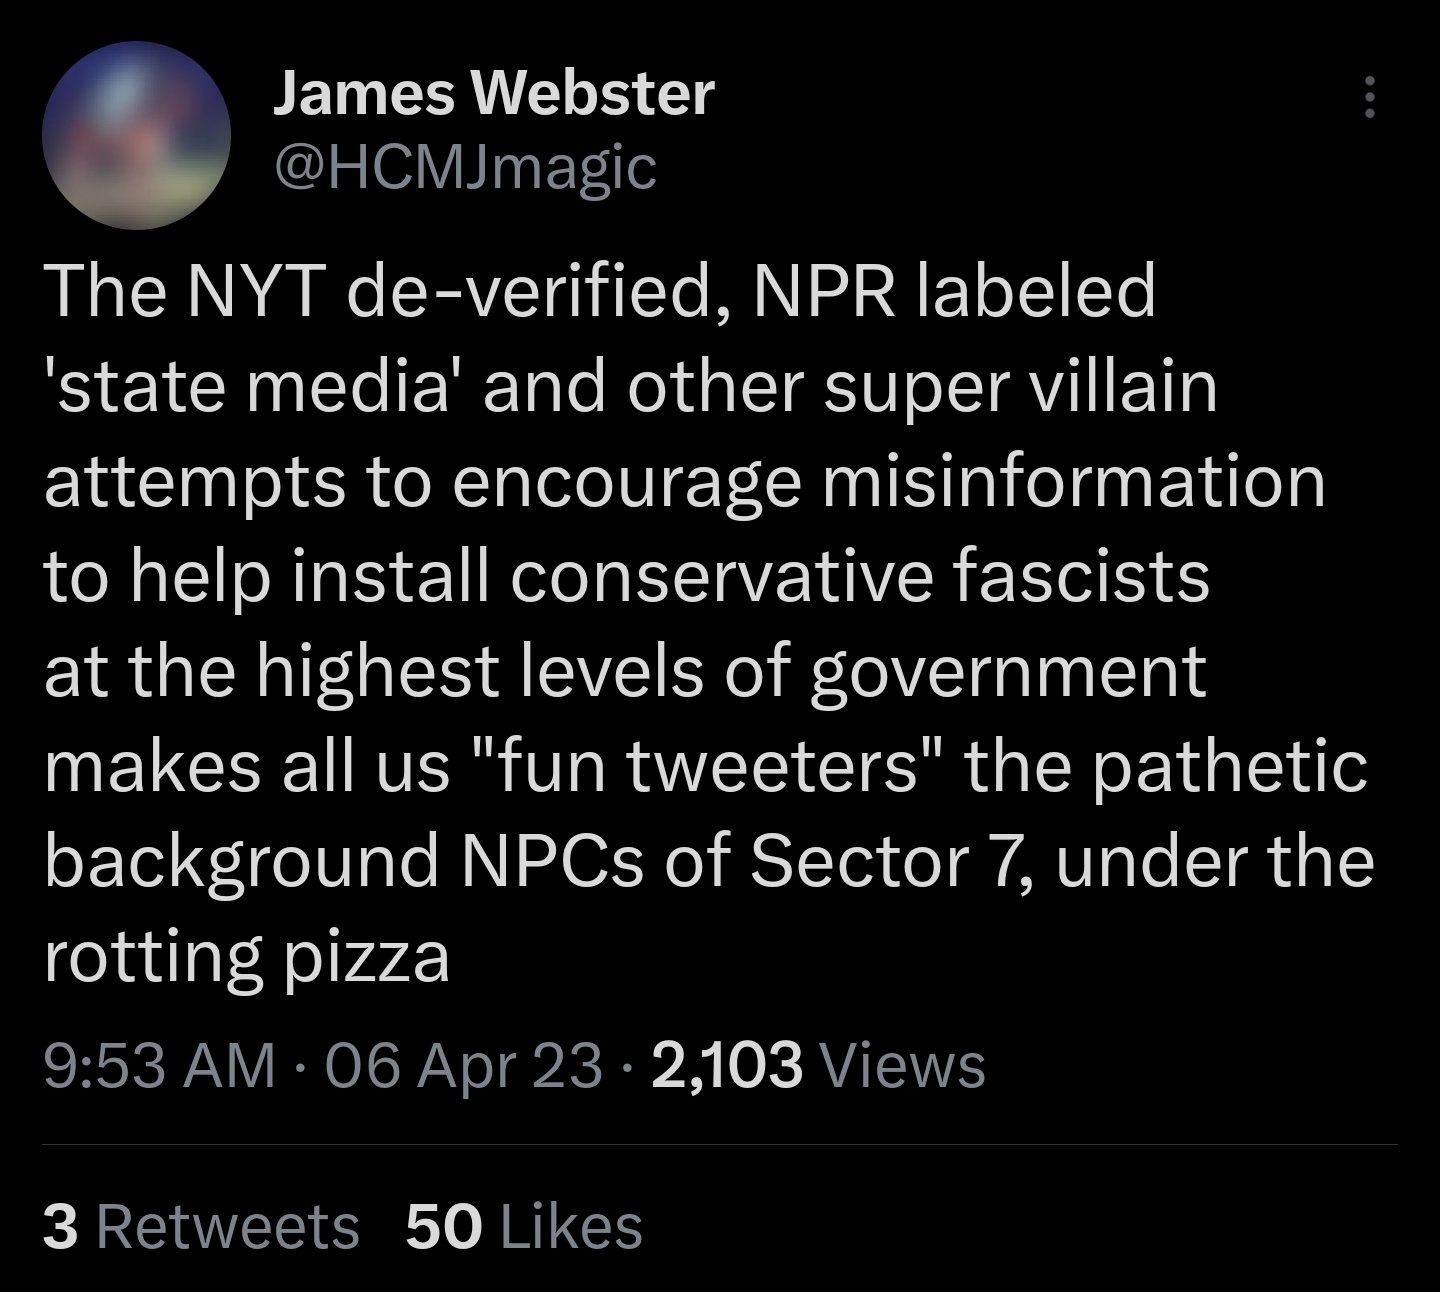 James Webster
@HCMJmagic
The NYT de-verified, NPR labeled
'state media' and other super villain
attempts to encourage misinformation
to help install conservative fascists
at the highest levels of government
makes all us "fun tweeters" the pathetic
background NPCs of Sector 7, under the
rotting pizza
9:53 AM · 06 Apr 23 · 2,103 Views
3 Retweets 50 Likes